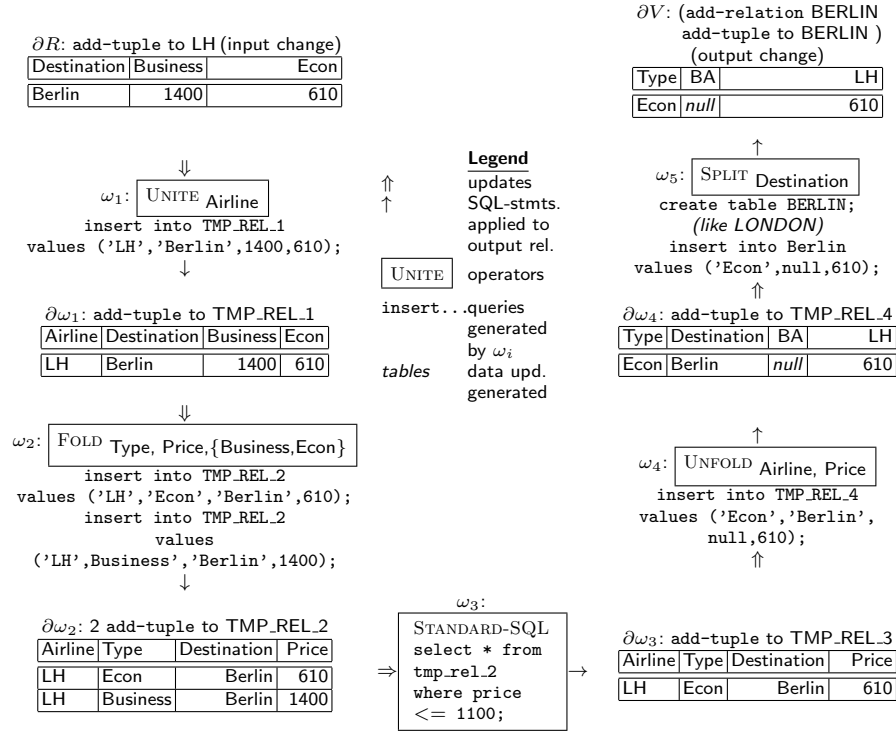 ∂R: add-tuple to LH (input change)
Destination Business Econ
Berlin 1400 610
⇓
ω1: UNITE Airline
insert into TMP_REL_1
values ('LH','Berlin',1400,610);
↓
∂ω1: add-tuple to TMP_REL_1
Airline Destination Business Econ
LH Berlin 1400 610
⇓
ω2: FOLD Type, Price,{Business,Econ}
insert into TMP_REL_2
values ('LH','Econ','Berlin',610);
insert into TMP_REL_2
values
('LH',Business','Berlin',1400);
↓
∂ω2: 2 add-tuple to TMP_REL_2
Airline Type Destination Price
LH Econ Berlin 610
LH Business Berlin 1400
Legend
⇑ updates
↑ SQL-stmts.
applied to
output rel.
UNITE operators
insert...queries
generated
by ωi
tables data upd.
generated
⇒
ω3:
STANDARD-SQL
select * from
tmp_rel_2
where price
<= 1100;
→
∂V: (add-relation BERLIN
add-tuple to BERLIN )
(output change)
Type BA LH
Econ null 610
↑
ω5: SPLIT Destination
create table BERLIN;
(like LONDON)
insert into Berlin
values ('Econ',null,610);
⇑
∂ω4: add-tuple to TMP_REL_4
Type Destination BA LH
Econ Berlin null 610
↑
ω4: UNFOLD Airline, Price
insert into TMP_REL_4
values ('Econ','Berlin',
null,610);
⇑
∂ω3: add-tuple to TMP_REL_3
Airline Type Destination Price
LH Econ Berlin 610